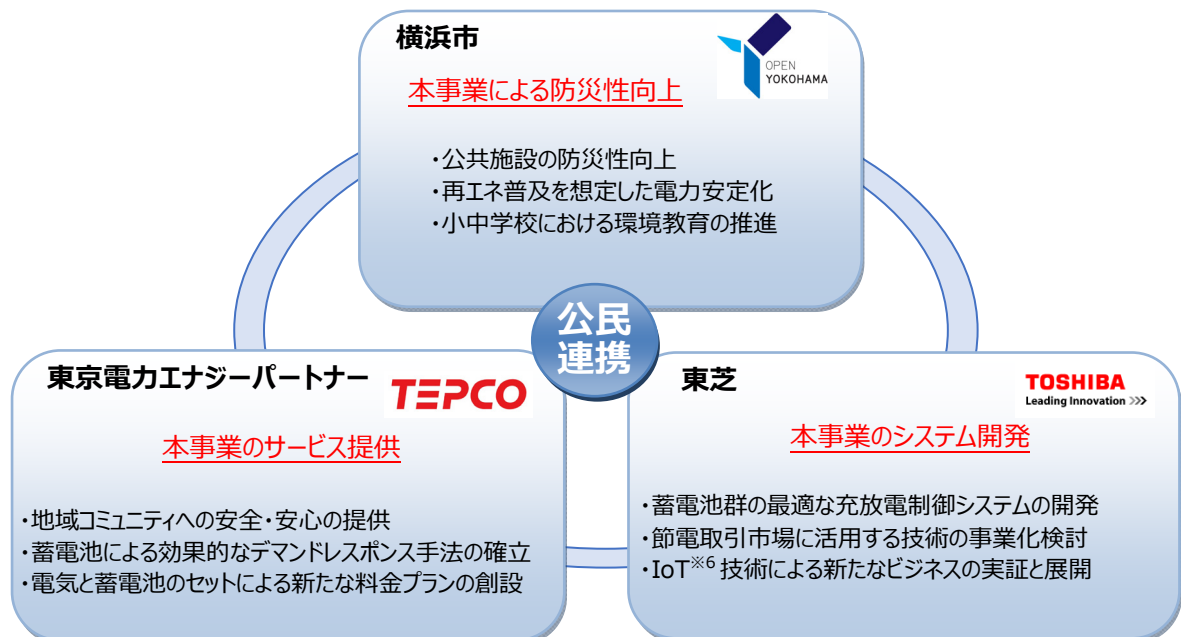 横浜市
OPEN
YOKOHAMA
本事業による防災性向上
・公共施設の防災性向上
・再エネ普及を想定した電力安定化
・小中学校における環境教育の推進
公民
連携
東京電力エナジーパートナー
TEPCO
本事業のサービス提供
・地域コミュニティへの安全・安心の提供
・蓄電池による効果的なデマンドレスポンス手法の確立
・電気と蓄電池のセットによる新たな料金プランの創設
東芝
TOSHIBA
Leading Innovation >>>
本事業のシステム開発
・蓄電池群の最適な充放電制御システムの開発
・節電取引市場に活用する技術の事業化検討
・IoT※6 技術による新たなビジネスの実証と展開